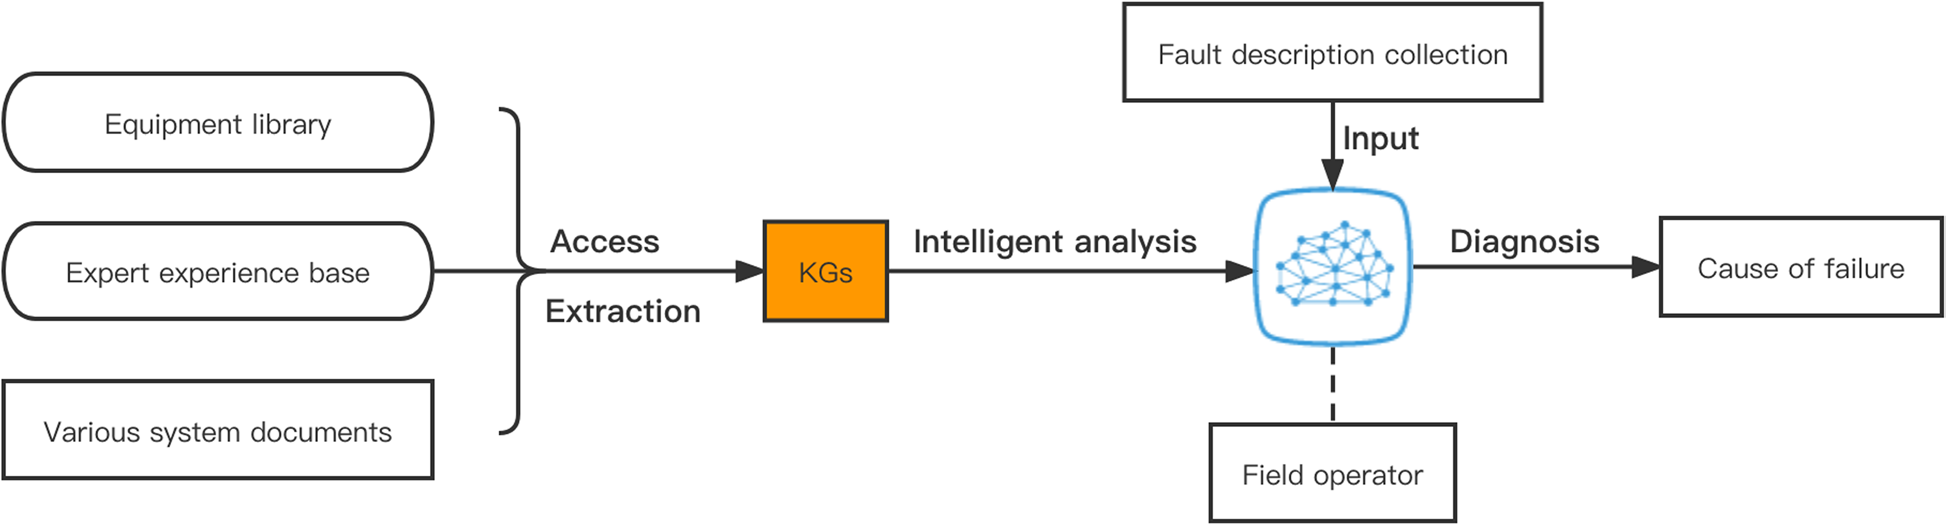 Fault description collection
Input
Equipment library
Expert experience base
Various system documents
Access
Extraction
KGs
Intelligent analysis
Diagnosis
Cause of failure
Field operator